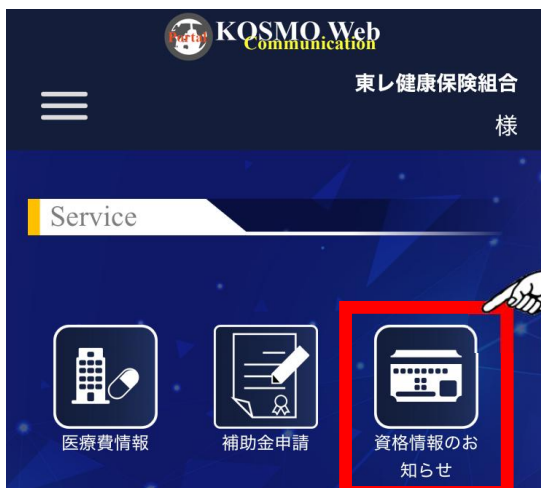 Portal
KOSMO Web
Communication
東レ健康保険組合
様
Service
医療費情報
補助金申請
資格情報のお
知らせ